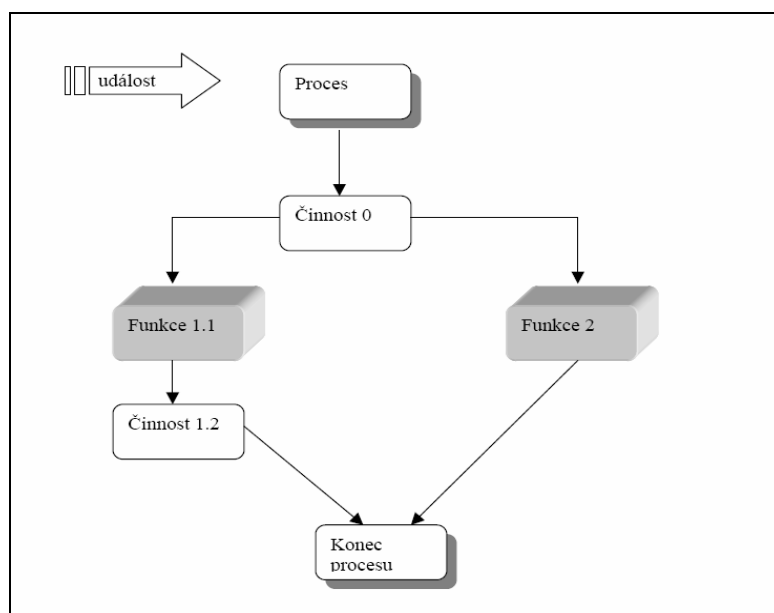 událost
Proces
Činnost 0
Funkce 1.1
Funkce 2
Činnost 1.2
Konec
procesu